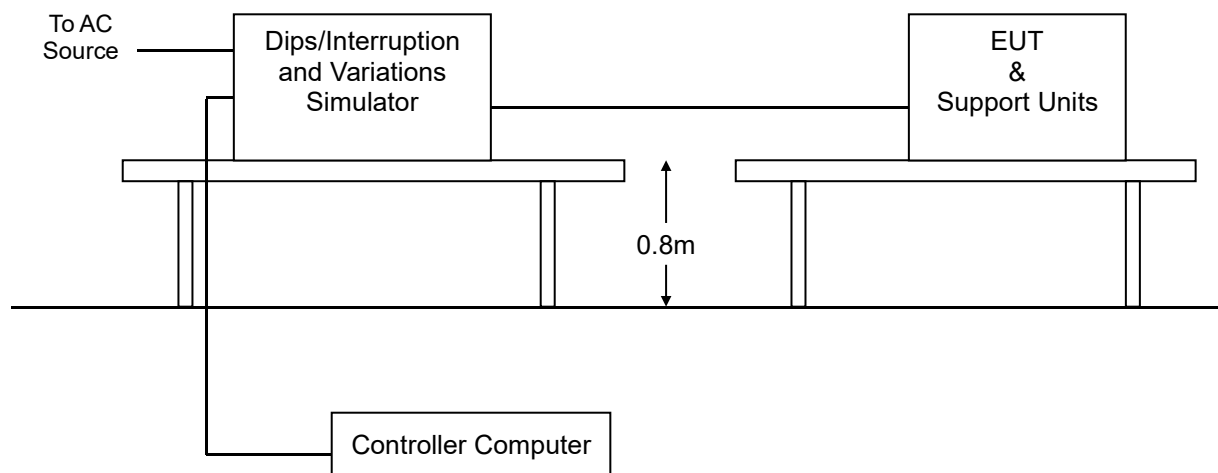 To AC
Source
Dips/Interruption
and Variations
Simulator
EUT
&
Support Units
0.8m
Controller Computer